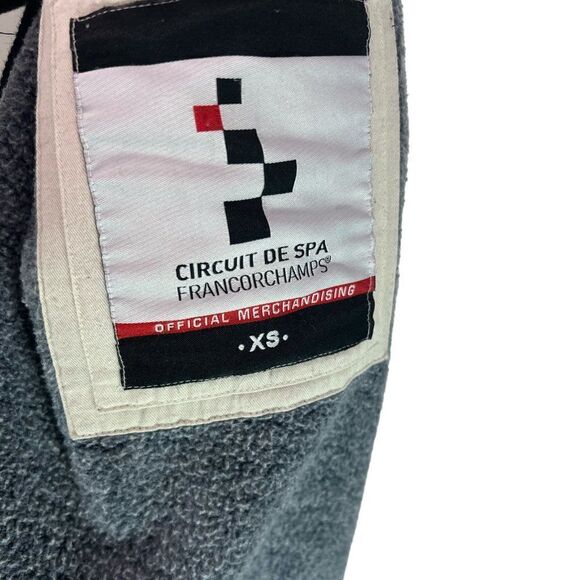 CIRCUIT DE SPA
FRANCORCHAMPS®
OFFICIAL MERCHANDISING
• XS •